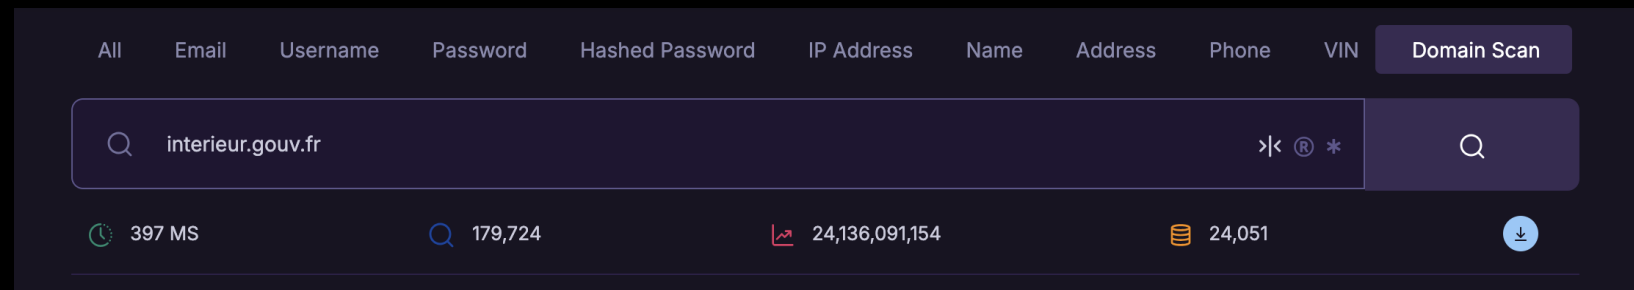 All Email Username Password Hashed Password IP Address Name Address Phone VIN Domain Scan
interieur.gouv.fr >|< ® *
397 MS 179,724 24,136,091,154 24,051